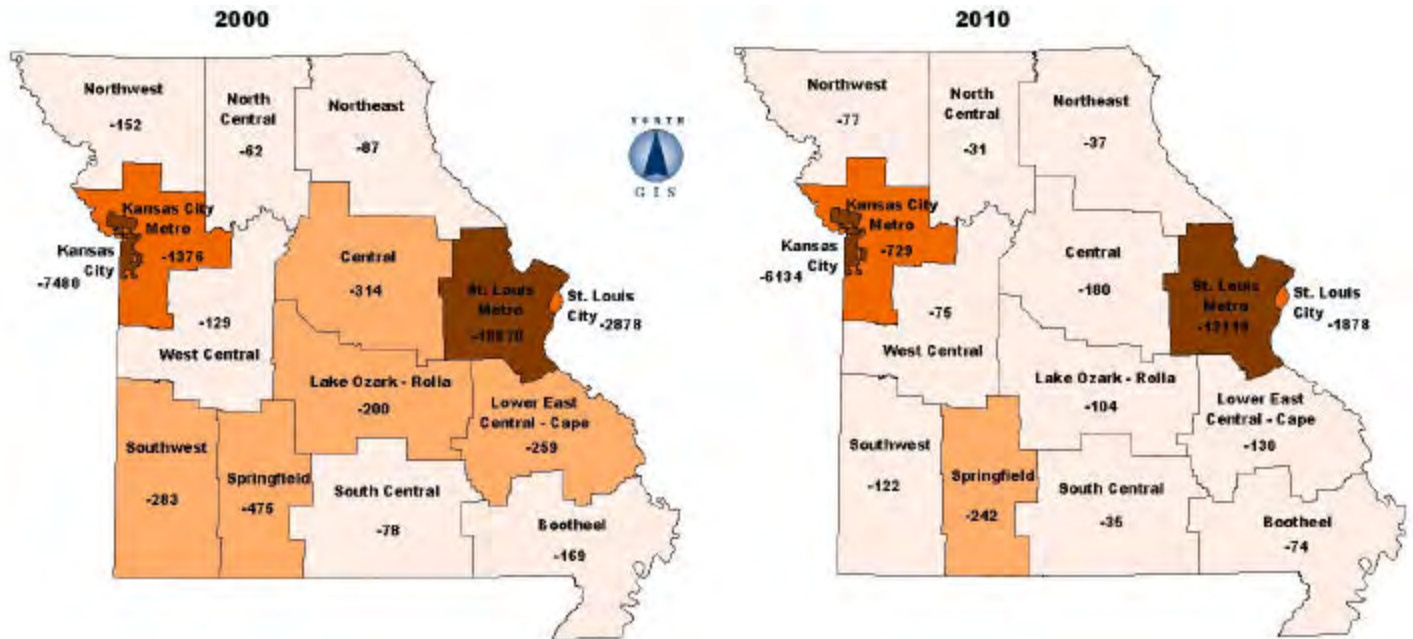 2000
Northwest
-152
North
Central
-62
Northeast
-87
Kansas City
Metro
-1376
Kansas
City
-7480
Central
-314
St. Louis
Metro
St. Louis
City
-2878
-129
West Central
Lake Ozark - Rolla
-200
Lower East
Central - Cape
-259
Southwest
-283
Springfield
-475
South Central
-78
Bootheel
-169
NORTH
GIS
2010
Northwest
-77
North
Central
-31
Northeast
-37
Kansas City
Metro
-729
Kansas
City
-6134
Central
-180
St. Louis
Metro
St. Louis
City
-1878
-75
West Central
Lake Ozark - Rolla
-104
Lower East
Central - Cape
-130
Southwest
-122
Springfield
-242
South Central
-35
Bootheel
-74